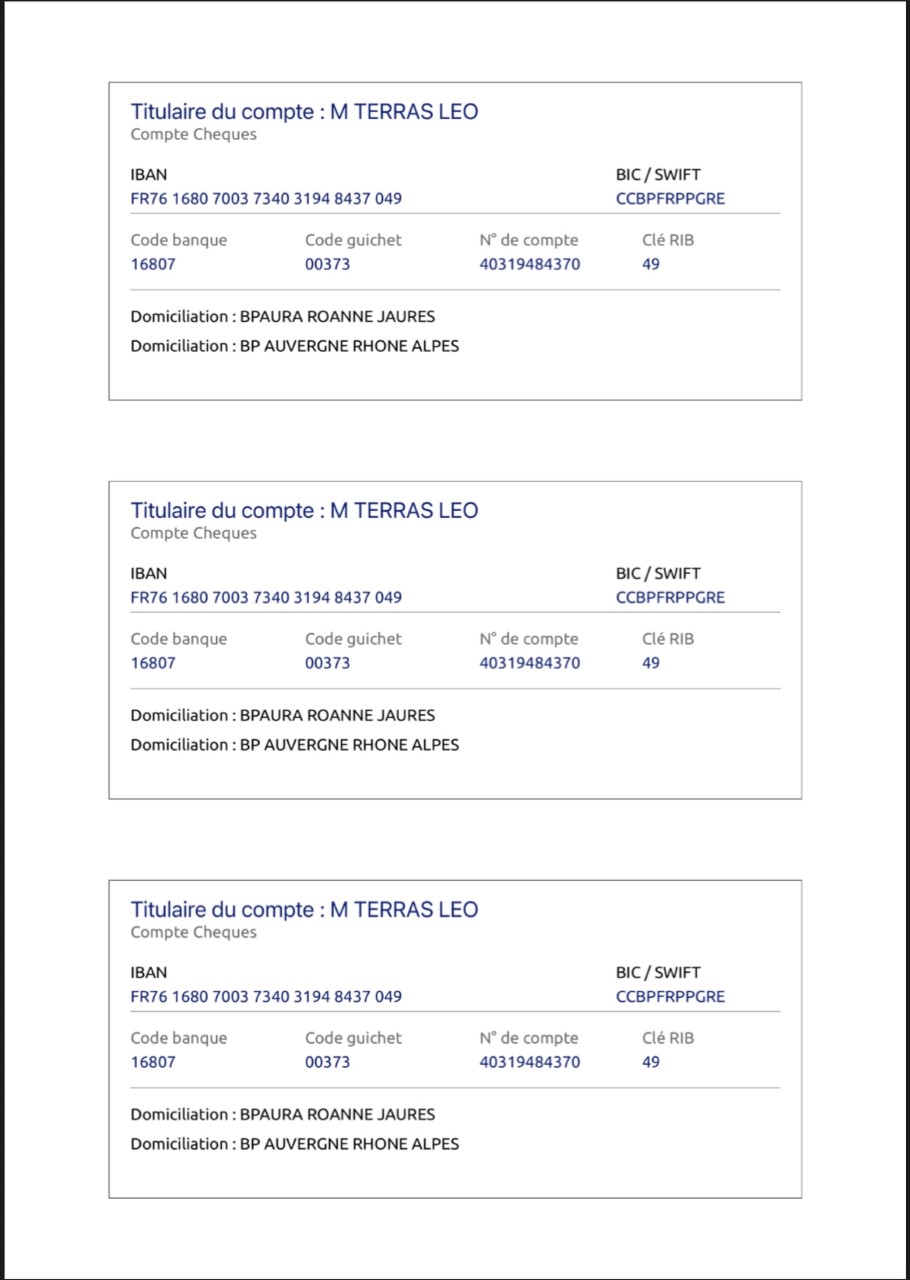 Titulaire du compte : M TERRAS LEO
Compte Cheques
IBAN BIC / SWIFT
FR76 1680 7003 7340 3194 8437 049 CCBPFRPPGRE
Code banque Code guichet N° de compte Clé RIB
16807 00373 40319484370 49
Domiciliation : BPAURA ROANNE JAURES
Domiciliation : BP AUVERGNE RHONE ALPES
Titulaire du compte : M TERRAS LEO
Compte Cheques
IBAN BIC / SWIFT
FR76 1680 7003 7340 3194 8437 049 CCBPFRPPGRE
Code banque Code guichet N° de compte Clé RIB
16807 00373 40319484370 49
Domiciliation : BPAURA ROANNE JAURES
Domiciliation : BP AUVERGNE RHONE ALPES
Titulaire du compte : M TERRAS LEO
Compte Cheques
IBAN BIC / SWIFT
FR76 1680 7003 7340 3194 8437 049 CCBPFRPPGRE
Code banque Code guichet N° de compte Clé RIB
16807 00373 40319484370 49
Domiciliation : BPAURA ROANNE JAURES
Domiciliation : BP AUVERGNE RHONE ALPES